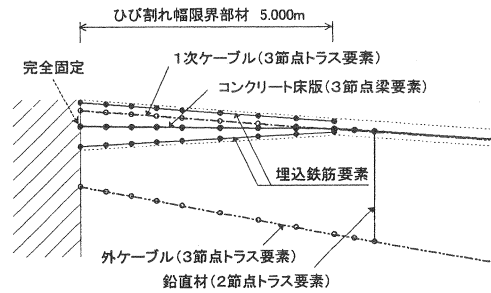 ひび割れ幅限界部材 5.000m
1次ケーブル(3節点トラス要素)
完全固定
コンクリート床版(3節点梁要素)
埋込鉄筋要素
外ケーブル(3節点トラス要素)
鉛直材(2節点トラス要素)